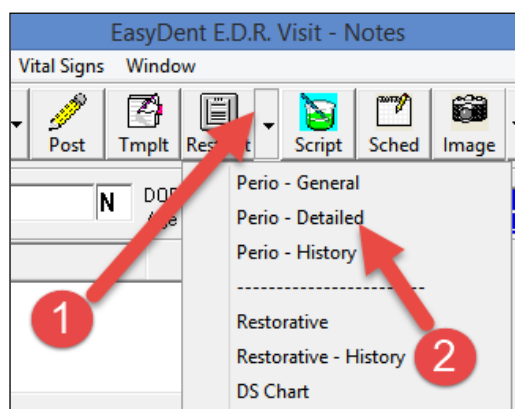 EasyDent E.D.R. Visit - Notes
Vital Signs Window
Post Tmplt Script Sched Image
N
Perio - General
Perio - Detailed
Perio - History
------------------------
1
Restorative
Restorative - History 2
DS Chart